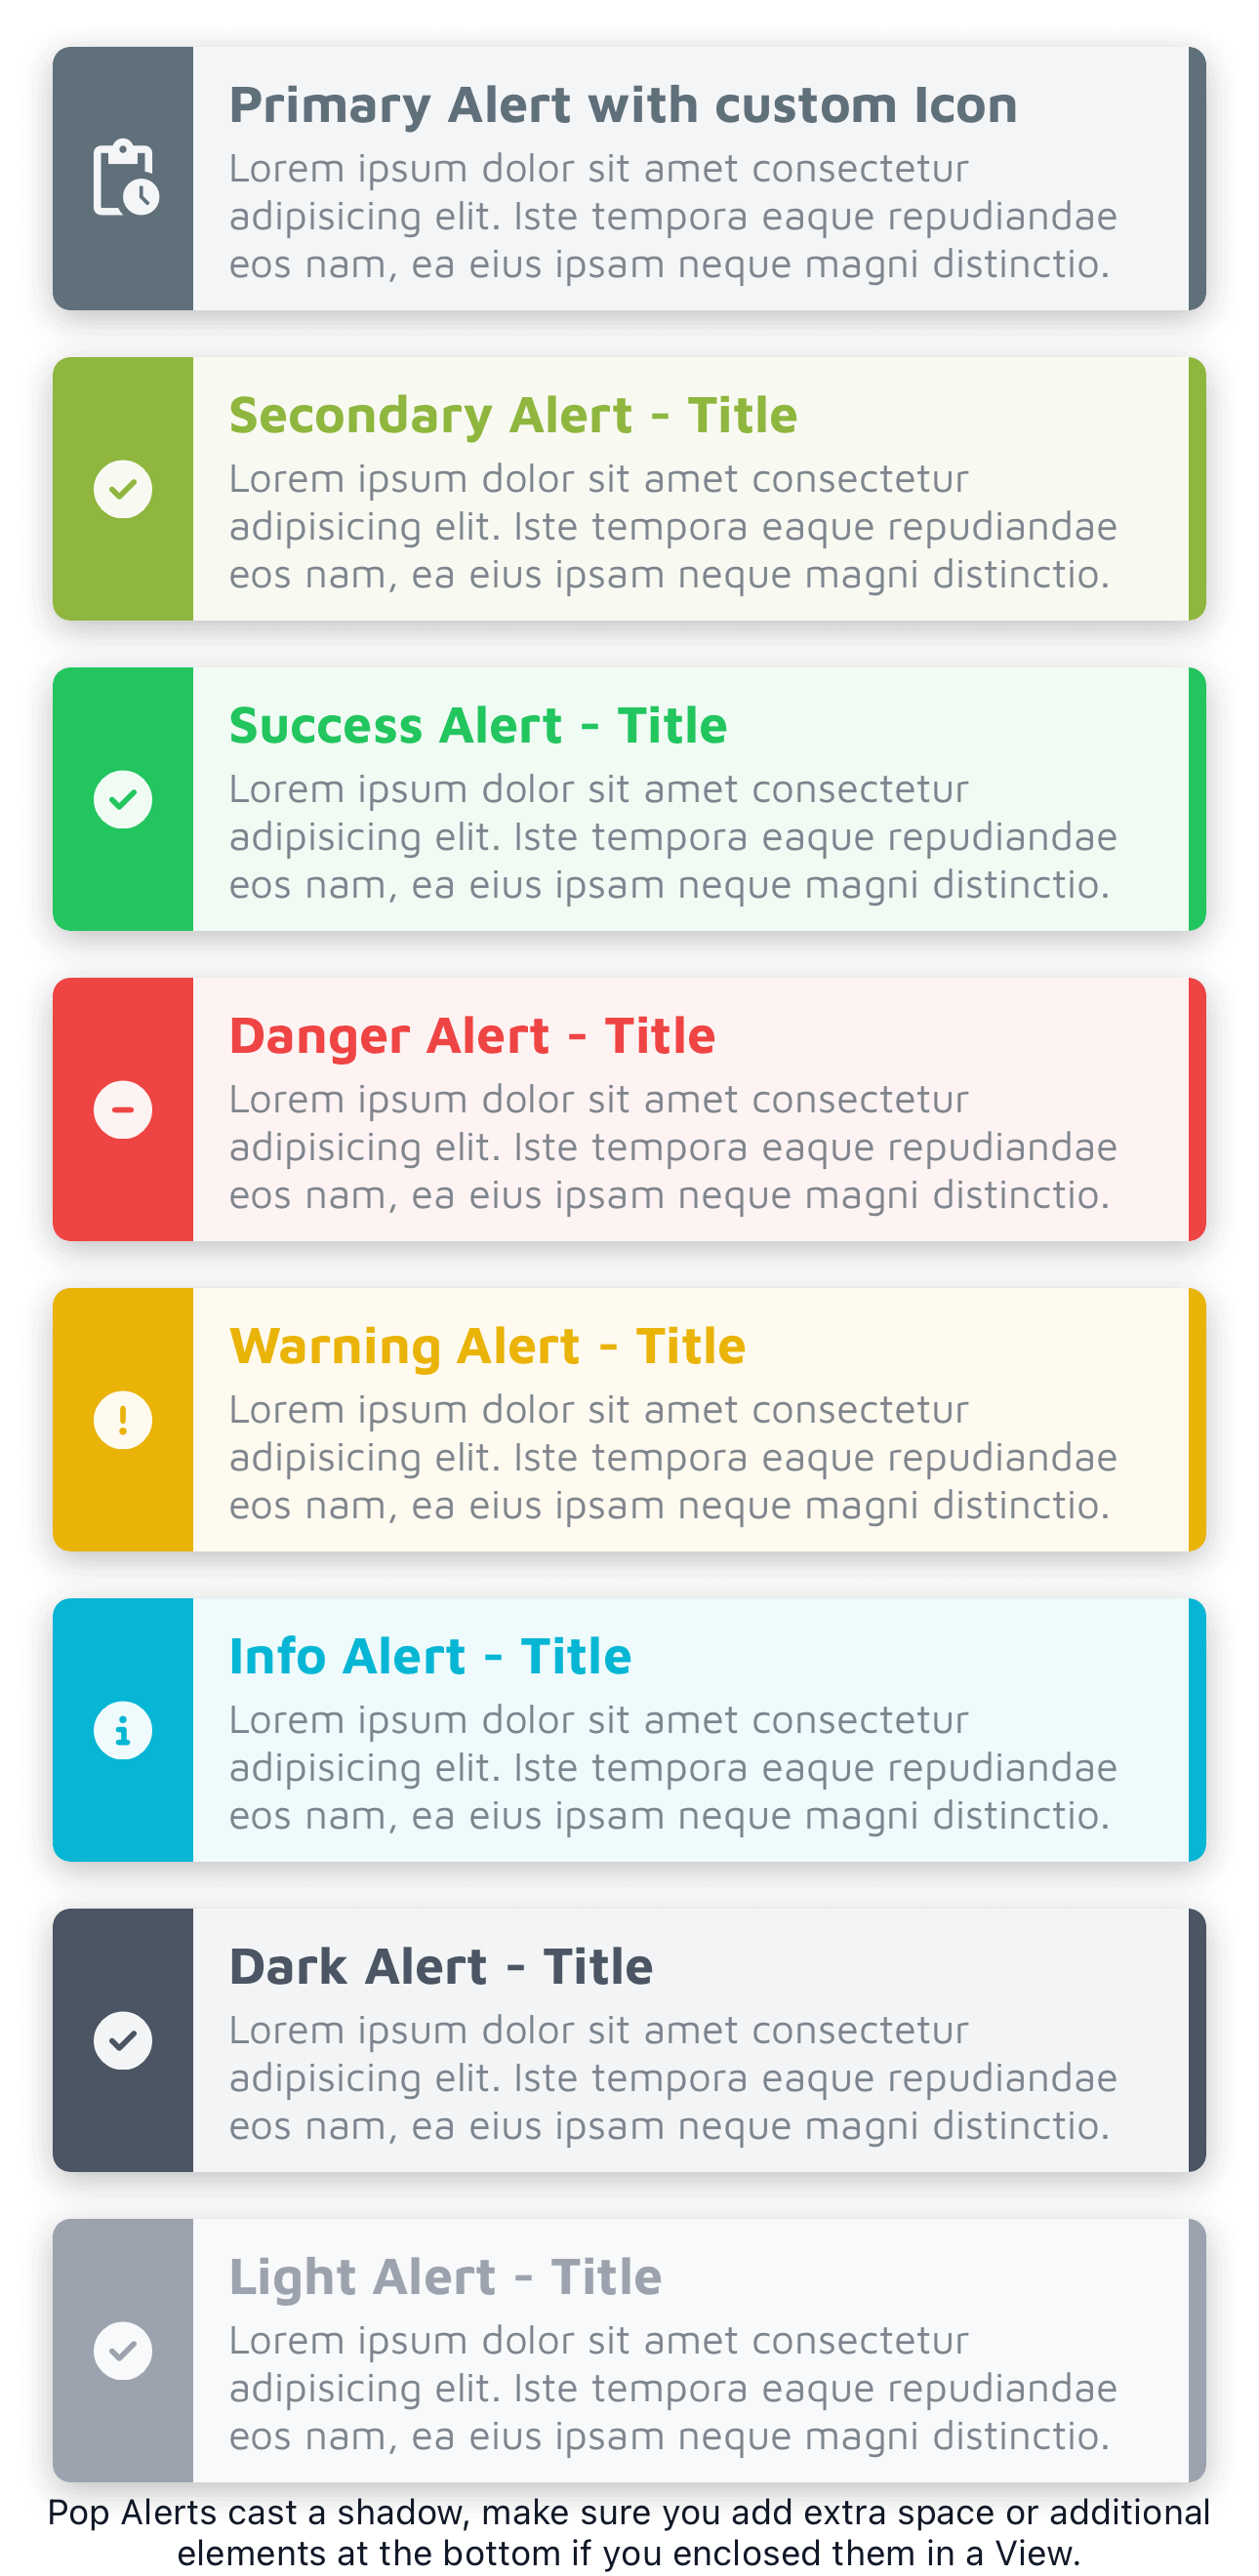 Primary Alert with custom Icon
Lorem ipsum dolor sit amet consectetur
adipisicing elit. Iste tempora eaque repudiandae
eos nam, ea eius ipsam neque magni distinctio.
Secondary Alert - Title
Lorem ipsum dolor sit amet consectetur
adipisicing elit. Iste tempora eaque repudiandae
eos nam, ea eius ipsam neque magni distinctio.
Success Alert - Title
Lorem ipsum dolor sit amet consectetur
adipisicing elit. Iste tempora eaque repudiandae
eos nam, ea eius ipsam neque magni distinctio.
Danger Alert - Title
Lorem ipsum dolor sit amet consectetur
adipisicing elit. Iste tempora eaque repudiandae
eos nam, ea eius ipsam neque magni distinctio.
Warning Alert - Title
Lorem ipsum dolor sit amet consectetur
adipisicing elit. Iste tempora eaque repudiandae
eos nam, ea eius ipsam neque magni distinctio.
Info Alert - Title
Lorem ipsum dolor sit amet consectetur
adipisicing elit. Iste tempora eaque repudiandae
eos nam, ea eius ipsam neque magni distinctio.
Dark Alert - Title
Lorem ipsum dolor sit amet consectetur
adipisicing elit. Iste tempora eaque repudiandae
eos nam, ea eius ipsam neque magni distinctio.
Light Alert - Title
Lorem ipsum dolor sit amet consectetur
adipisicing elit. Iste tempora eaque repudiandae
eos nam, ea eius ipsam neque magni distinctio.
Pop Alerts cast a shadow, make sure you add extra space or additional
elements at the bottom if you enclosed them in a View.